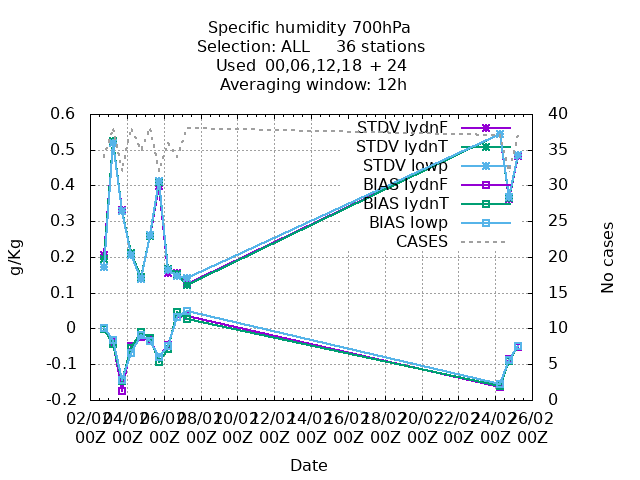 Specific humidity 700hPa
Selection: ALL 36 stations
Used 00,06,12,18 + 24
Averaging window: 12h
g/Kg
No cases
0.6
0.5
0.4
0.3
0.2
0.1
0
-0.1
-0.2
40
35
30
25
20
15
10
5
0
STDV lydnF
STDV lydnT
STDV lowp
BIAS lydnF
BIAS lydnT
BIAS lowp
CASES
02/02 04/02 06/02 08/02 10/02 12/02 14/02 16/02 18/02 20/02 22/02 24/02 26/02
00Z 00Z 00Z 00Z 00Z 00Z 00Z 00Z 00Z 00Z 00Z 00Z 00Z
Date